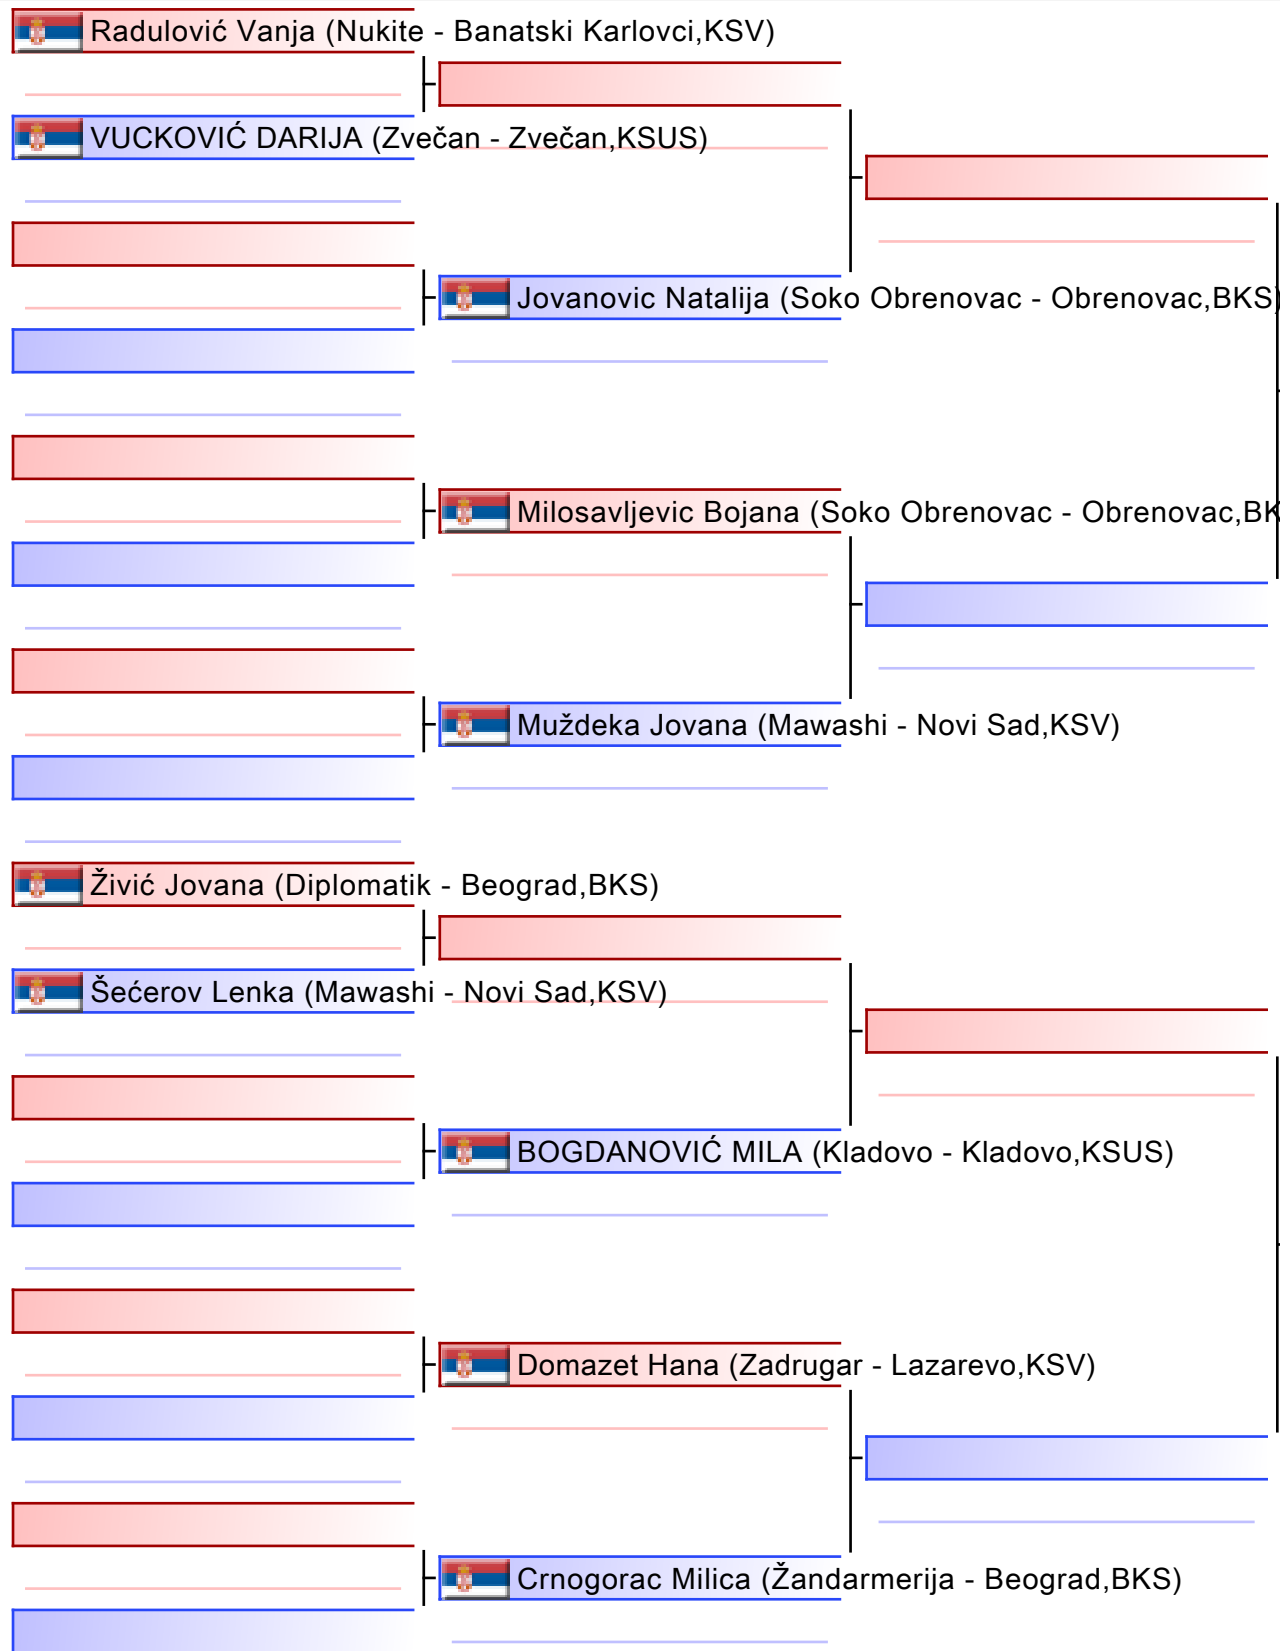 Radulović Vanja (Nukite - Banatski Karlovci,KSV)
VUCKOVIĆ DARIJA (Zvečan - Zvečan,KSUS)
Jovanovic Natalija (Soko Obrenovac - Obrenovac,BKS)
Milosavljevic Bojana (Soko Obrenovac - Obrenovac,BK
Muždeka Jovana (Mawashi - Novi Sad,KSV)
Živić Jovana (Diplomatik - Beograd,BKS)
Šećerov Lenka (Mawashi - Novi Sad,KSV)
BOGDANOVIĆ MILA (Kladovo - Kladovo,KSUS)
Domazet Hana (Zadrugar - Lazarevo,KSV)
Crnogorac Milica (Žandarmerija - Beograd,BKS)